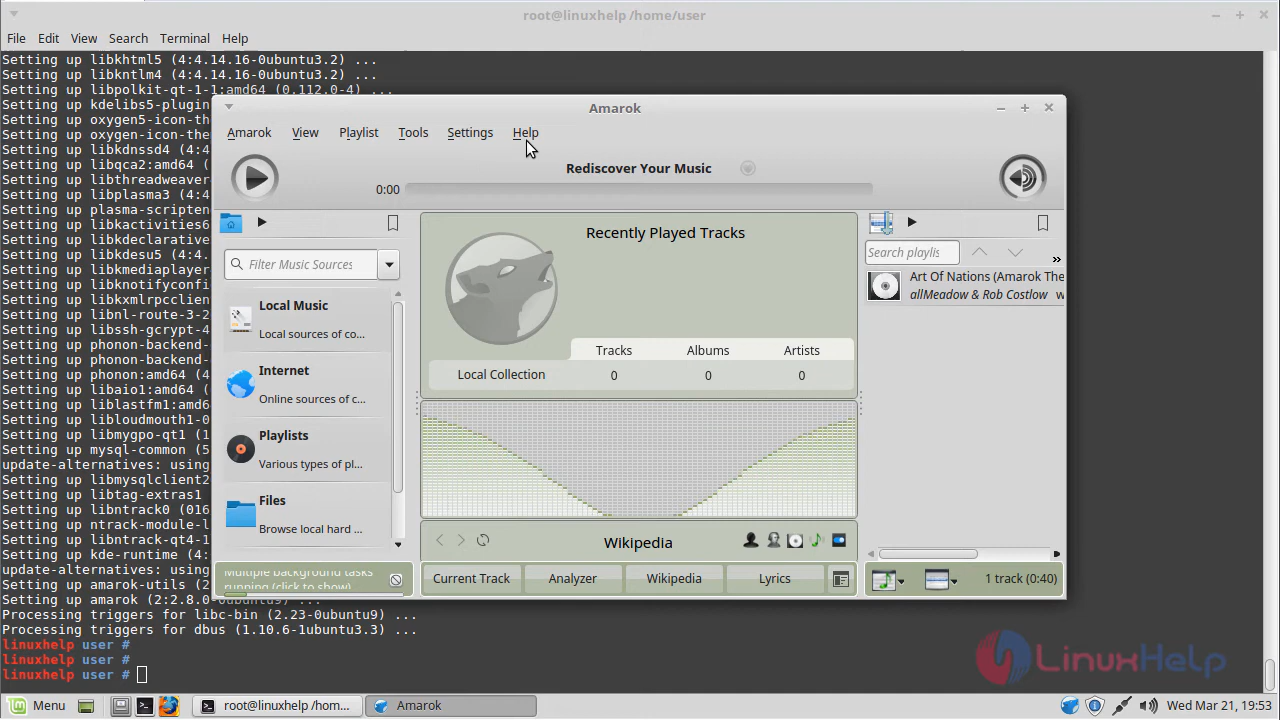 root@linuxhelp /home/user
File Edit View Search Terminal Help
Setting up libkhtml5 (4:4.14.16-0ubuntu3.2) ...
Setting up libkntlm4 (4:4.14.16-0ubuntu3.2) ...
Setting up libpolkit-qt-1-1:amd64 (0.112.0-4) ...
Setting up kdelibs5-plugin
Setting up oxygen5-icon-th
Setting up oxygen-icon-the
Setting up libkdnssd4 (4:4
Setting up libqca2:amd64 (
Setting up libthreadweaver
Setting up libplasma3 (4:4
Setting up plasma-scripten
Setting up libkactivities6
Setting up libkdeclarative
Setting up libkdesu5 (4:4.
Setting up libkmediaplayer
Setting up libknotifyconfi
Setting up libkxmlrpcclien
Setting up libnl-route-3-2
Setting up libssh-gcrypt-4
Setting up phonon-backend-
Setting up phonon-backend-
Setting up phonon:amd64 (4
Setting up libaio1:amd64 (
Setting up liblastfm1:amd6
Setting up libloudmouth1-0
Setting up libmygpo-qt1 (1
Setting up mysql-common (5
update-alternatives: using
Setting up libmysqlclient2
Setting up libtag-extras1
Setting up libntrack0 (016
Setting up ntrack-module-l
Setting up libntrack-qt4-1
Setting up kde-runtime (4:
update-alternatives: using
Setting up amarok-utils (2
Setting up amarok (2:2.8.0-0ubuntu9) ...
Processing triggers for libc-bin (2.23-0ubuntu9) ...
Processing triggers for dbus (1.10.6-1ubuntu3.3) ...
linuxhelp user #
linuxhelp user #
linuxhelp user #
Amarok
Amarok View Playlist Tools Settings Help
Rediscover Your Music
0:00
Filter Music Sources
Local Music
Local sources of co...
Internet
Online sources of c...
Playlists
Various types of pl...
Files
Browse local hard ...
Multiple background tasks
running (click to show)
Recently Played Tracks
Tracks Albums Artists
Local Collection 0 0 0
Wikipedia
Current Track Analyzer Wikipedia Lyrics
Search playlis
»
Art Of Nations (Amarok The
allMeadow & Rob Costlow w
1 track (0:40)
LinuxHelp
Menu root@linuxhelp /hom... Amarok Wed Mar 21, 19:53